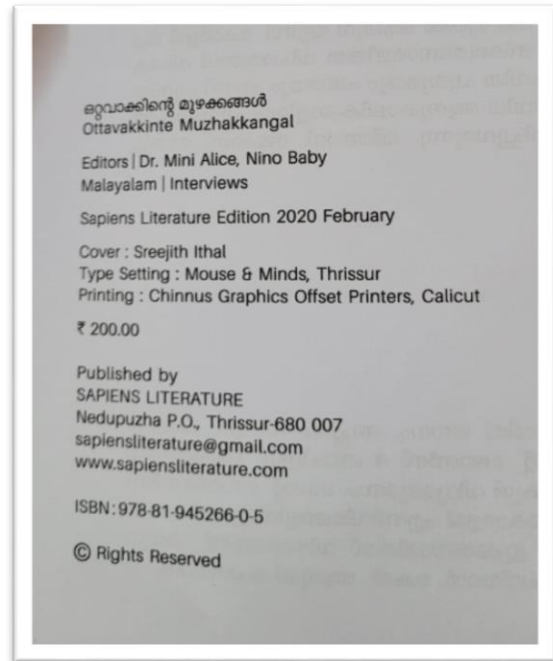 ഒറ്റവാക്കിന്റെ മുഴക്കങ്ങൾ
Ottavakkinte Muzhakkangal
Editors | Dr. Mini Alice, Nino Baby
Malayalam | Interviews
Sapiens Literature Edition 2020 February
Cover : Sreejith Ithal
Type Setting : Mouse & Minds, Thrissur
Printing : Chinnus Graphics Offset Printers, Calicut
₹ 200.00
Published by
SAPIENS LITERATURE
Nedupuzha P.O., Thrissur-680 007
sapiensliterature@gmail.com
www.sapiensliterature.com
ISBN : 978-81-945266-0-5
© Rights Reserved